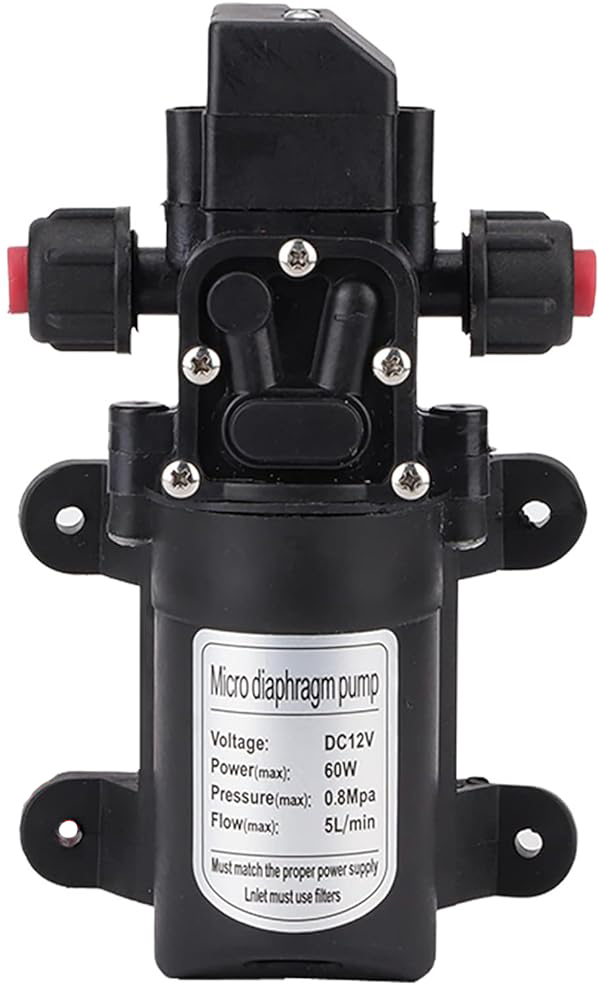 Micro diaphragm pump
Voltage: DC12V
Power(max): 60W
Pressure(max): 0.8Mpa
Flow(max): 5L/min
Must match the proper power supply
Lnlet must use filters